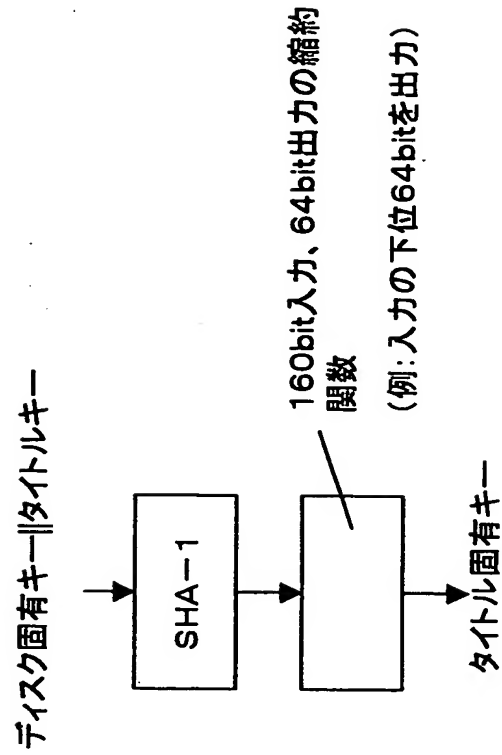 ディスク固有キー||タイトルキー
SHA-1
160bit入力、64bit出力の縮約
関数
(例:入力の下位64bitを出力)
タイトル固有キー